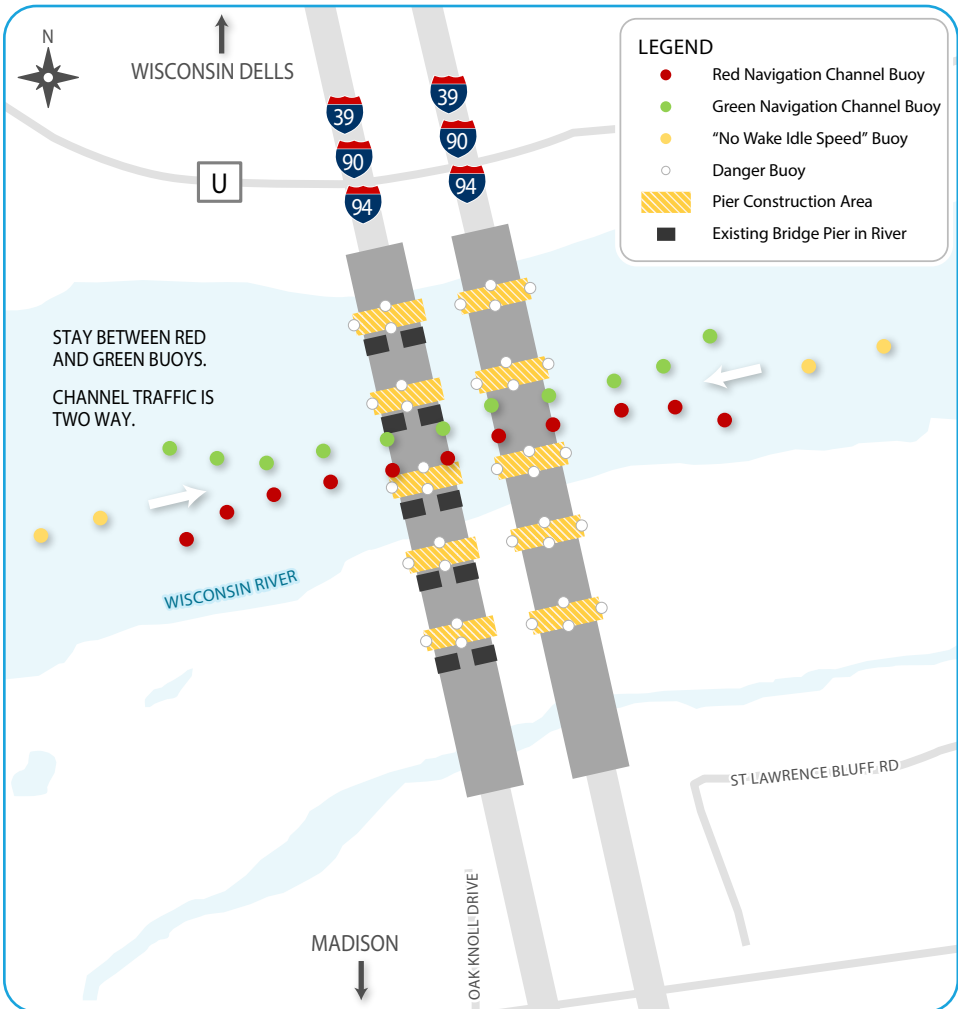 N
WISCONSIN DELLS
39
90
94
39
90
94
U
LEGEND
Red Navigation Channel Buoy
Green Navigation Channel Buoy
“No Wake Idle Speed” Buoy
Danger Buoy
Pier Construction Area
Existing Bridge Pier in River
STAY BETWEEN RED
AND GREEN BUOYS.
CHANNEL TRAFFIC IS
TWO WAY.
WISCONSIN RIVER
ST LAWRENCE BLUFF RD
OAK KNOLL DRIVE
MADISON